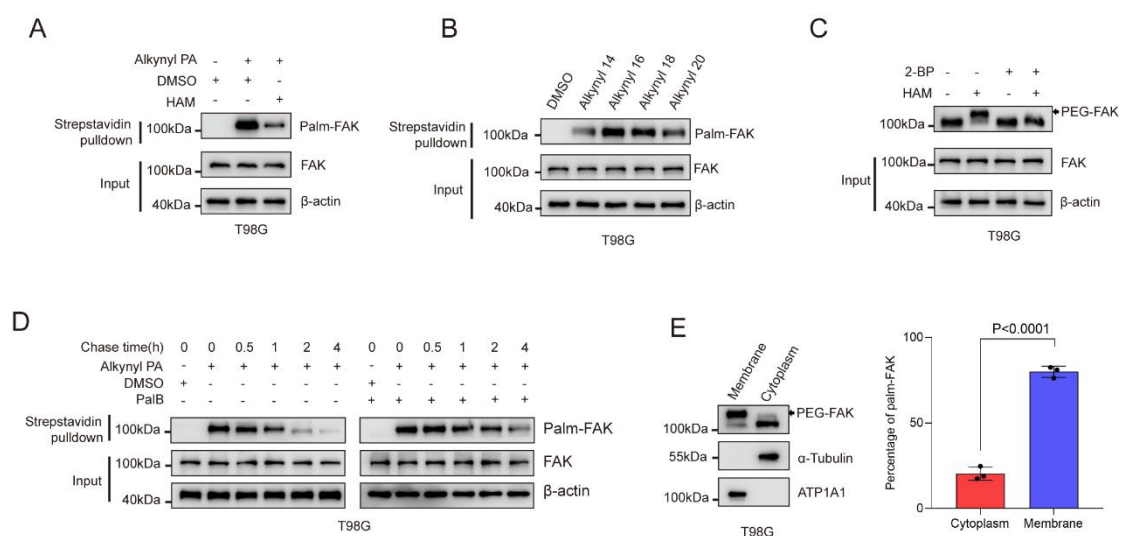 A
Alkynyl PA - + +
DMSO + + -
HAM - - +
Strepstavidin
pulldown
100kDa
Palm-FAK
Input
100kDa
FAK
40kDa
β-actin
T98G
B
DMSO
Alkynyl 14
Alkynyl 16
Alkynyl 18
Alkynyl 20
Strepstavidin
pulldown
100kDa
Palm-FAK
Input
100kDa
FAK
40kDa
β-actin
T98G
C
2-BP - - + +
HAM - + - +
100kDa
PEG-FAK
Input
100kDa
FAK
40kDa
β-actin
T98G
D
Chase time(h) 0 0 0.5 1 2 4 0 0 0.5 1 2 4
Alkynyl PA - + + + + + - + + + + +
DMSO + - - - - - + - - - - -
PalB - - - - - - + + + + + +
Strepstavidin
pulldown
100kDa
100kDa
Palm-FAK
Input
100kDa
100kDa
FAK
40kDa
40kDa
β-actin
T98G
E
Membrane
Cytoplasm
100kDa
PEG-FAK
55kDa
α-Tubulin
100kDa
ATP1A1
T98G
Percentage of palm-FAK
P<0.0001
100
50
0
Cytoplasm Membrane